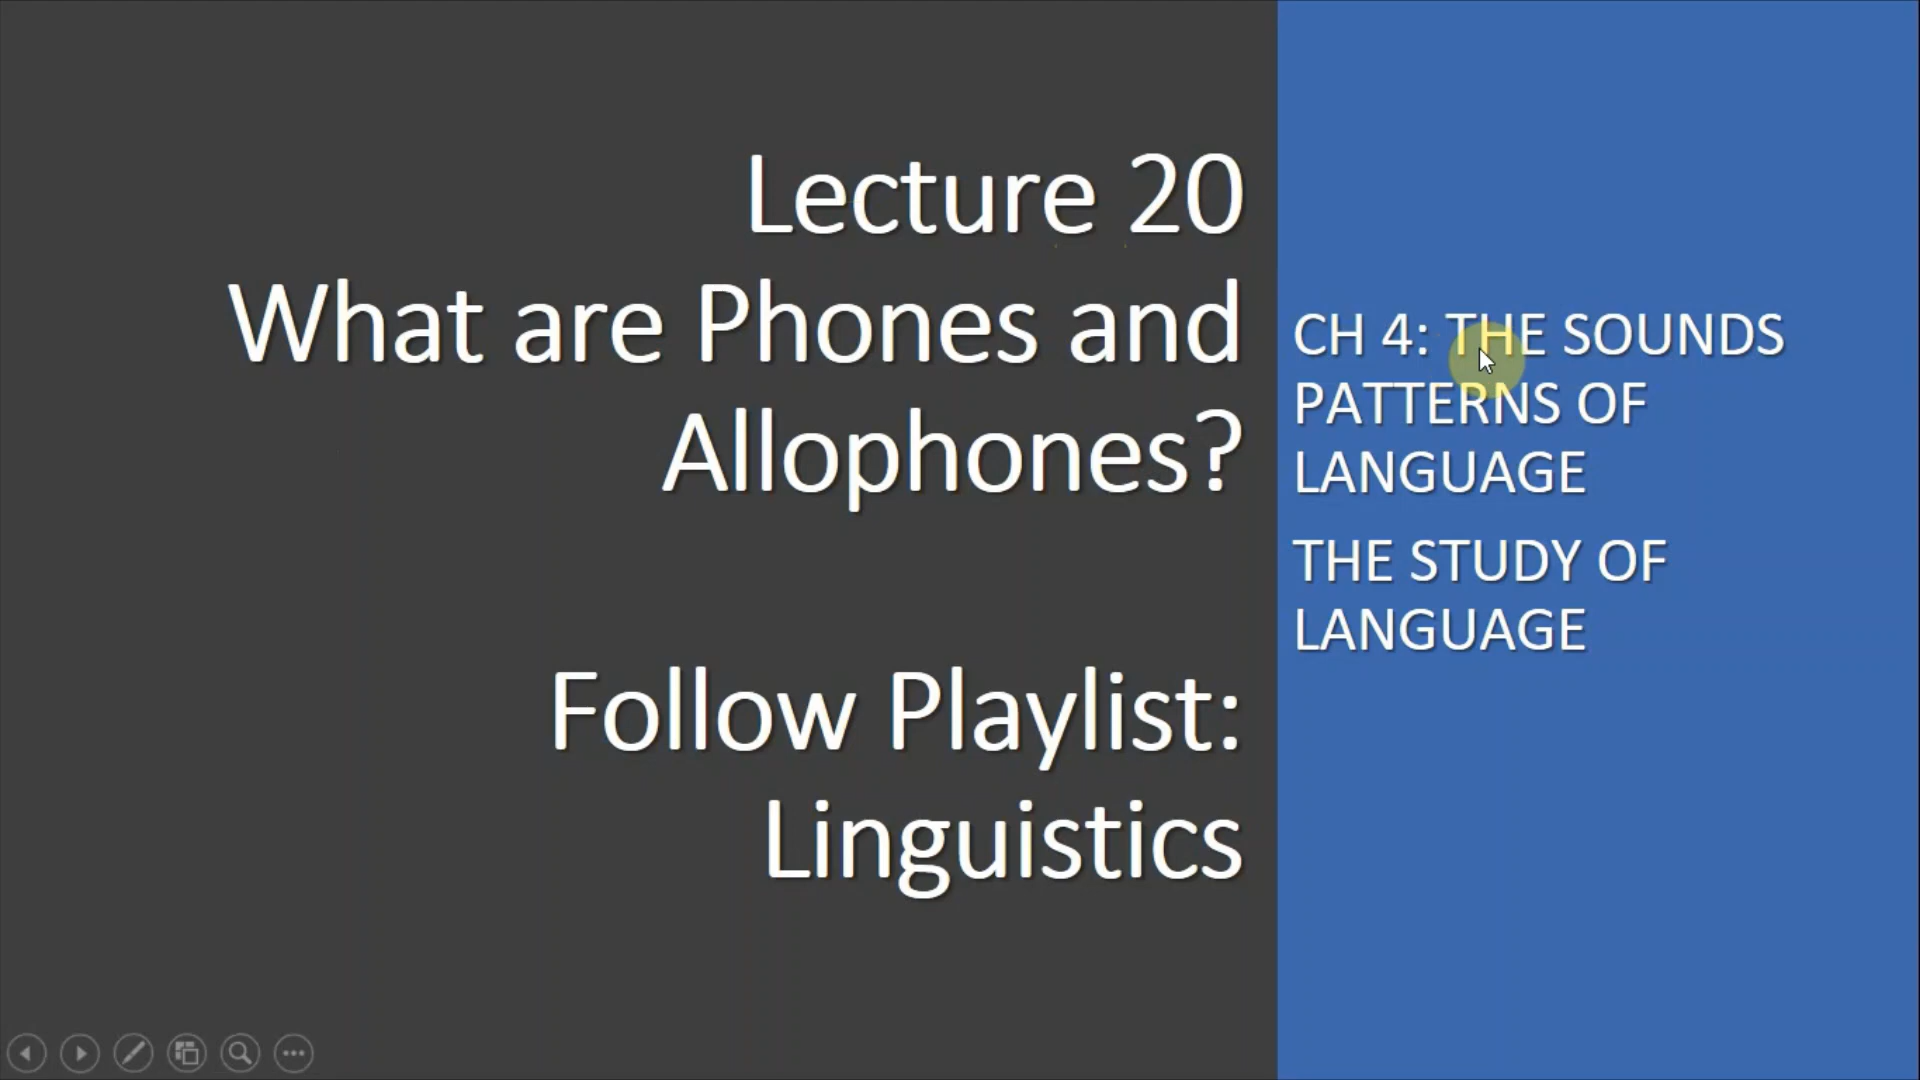 Lecture 20
What are Phones and
Allophones?
Follow Playlist:
Linguistics
CH 4: THE SOUNDS
PATTERNS OF
LANGUAGE
THE STUDY OF
LANGUAGE